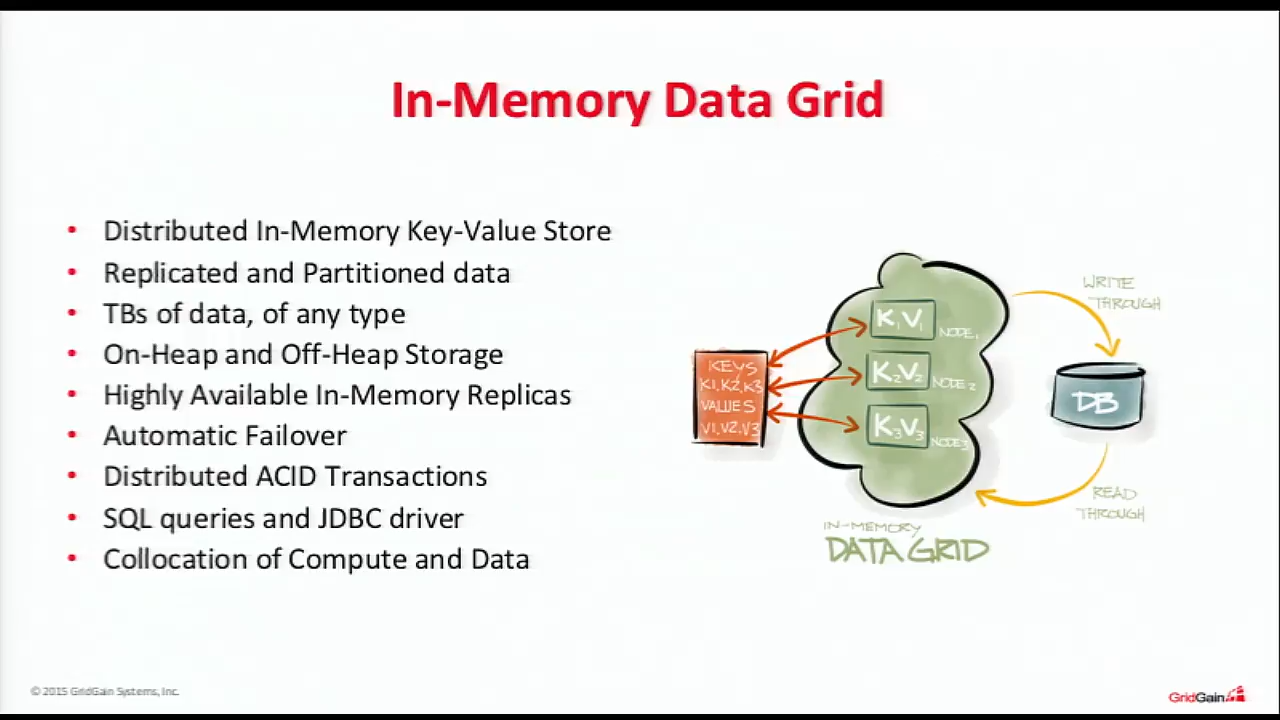 In-Memory Data Grid
• Distributed In-Memory Key-Value Store
• Replicated and Partitioned data
• TBs of data, of any type
• On-Heap and Off-Heap Storage
• Highly Available In-Memory Replicas
• Automatic Failover
• Distributed ACID Transactions
• SQL queries and JDBC driver
• Collocation of Compute and Data
KEYS
K1,K2,K3
VALUES
V1,V2,V3
K1V1
NODE1
K2V2
NODE2
K3V3
NODE3
WRITE
THROUGH
DB
READ
THROUGH
IN-MEMORY
DATA GRID
© 2015 GridGain Systems, Inc.
GridGain